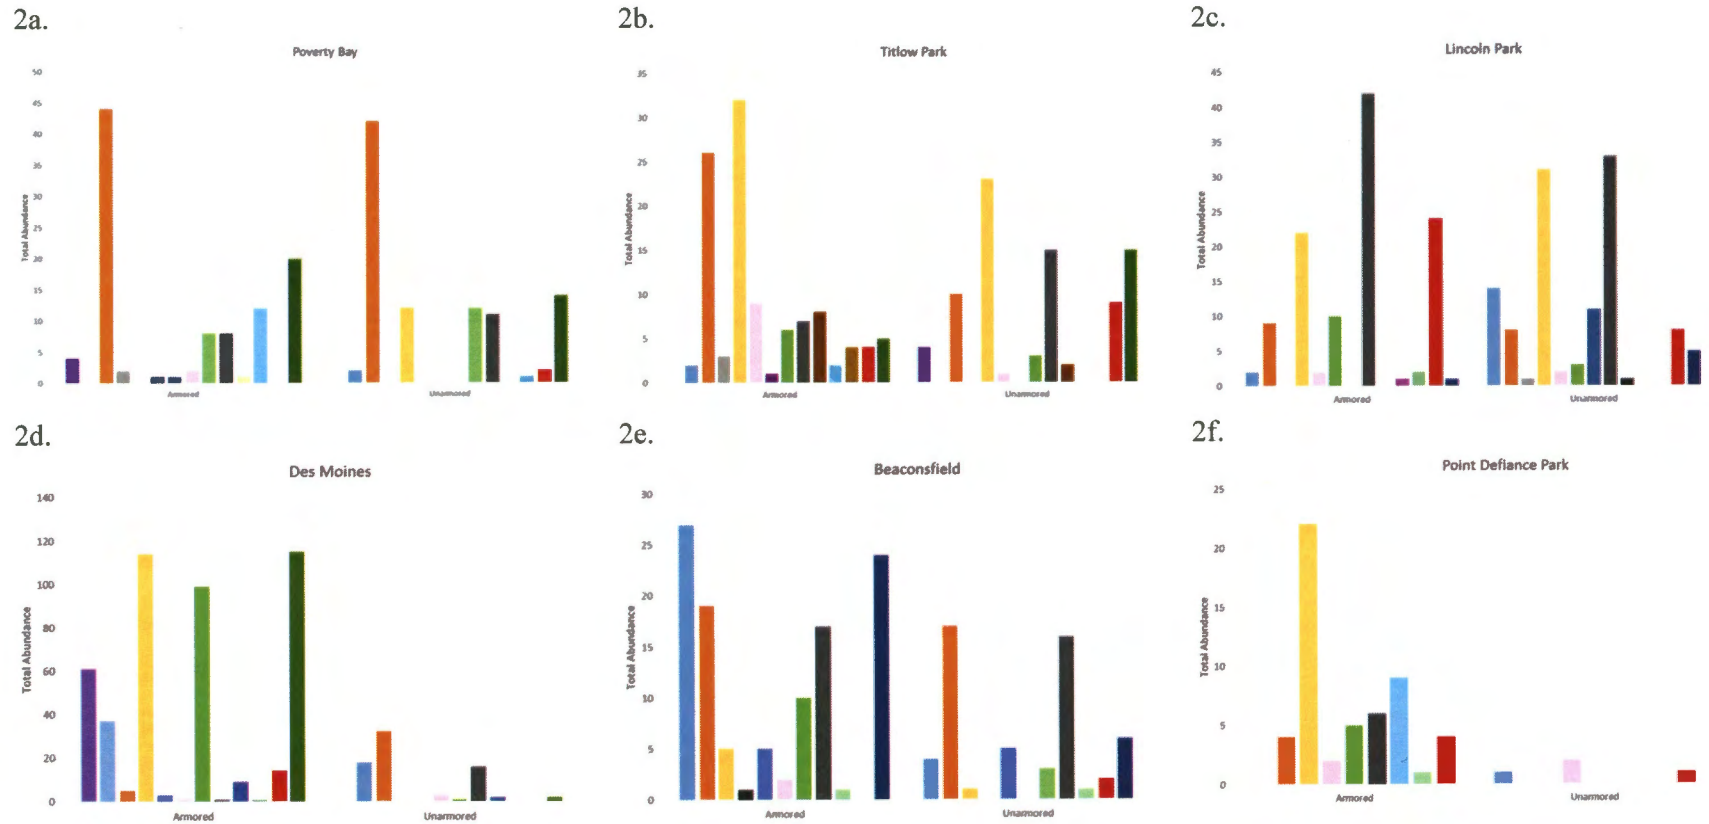 2a.
Poverty Bay
50
45
40
35
30
25
20
15
10
5
0
Total Abundance
Armored
Unarmored
2b.
Titlow Park
35
30
25
20
15
10
5
0
Total Abundance
Armored
Unarmored
2c.
Lincoln Park
45
40
35
30
25
20
15
10
5
0
Total Abundance
Armored
Unarmored
2d.
Des Moines
140
120
100
80
60
40
20
0
Total Abundance
Armored
Unarmored
2e.
Beaconsfield
30
25
20
15
10
5
0
Total Abundance
Armored
Unarmored
2f.
Point Defiance Park
25
20
15
10
5
0
Total Abundance
Armored
Unarmored